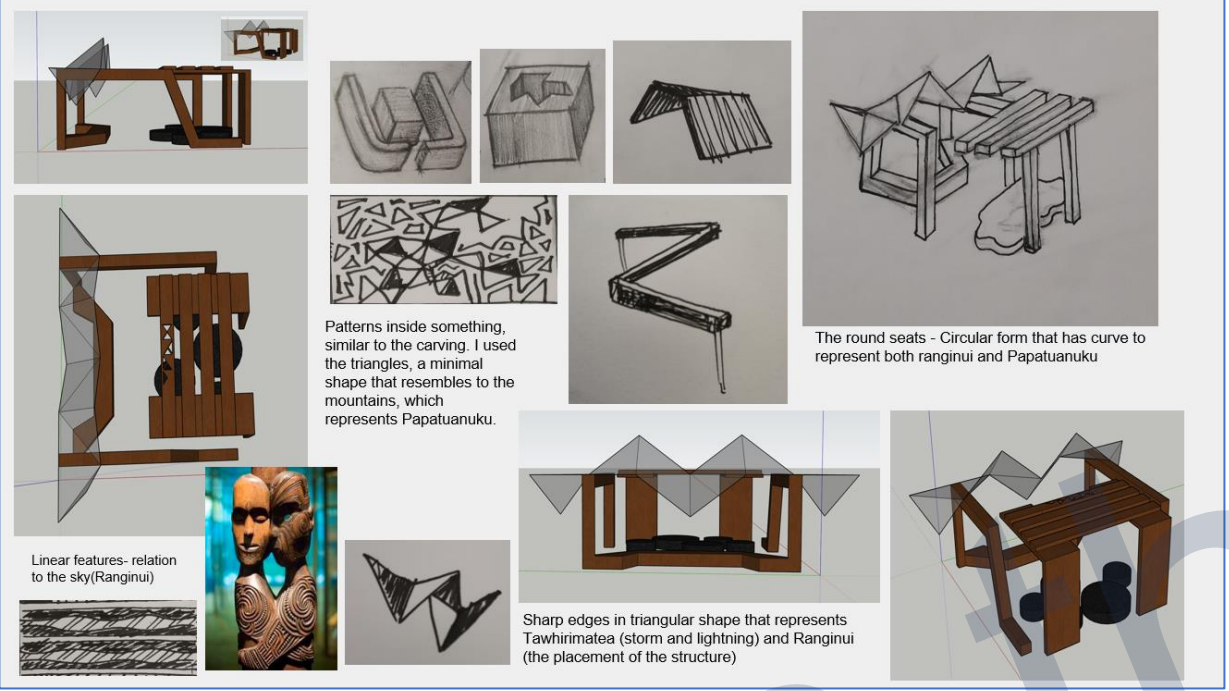 The round seats - Circular form that has curve to
represent both ranginui and Papatuanuku
Patterns inside something,
similar to the carving. I used
the triangles, a minimal
shape that resembles to the
mountains, which
represents Papatuanuku.
Linear features- relation
to the sky(Ranginui)
Sharp edges in triangular shape that represents
Tawhirimatea (storm and lightning) and Ranginui
(the placement of the structure)